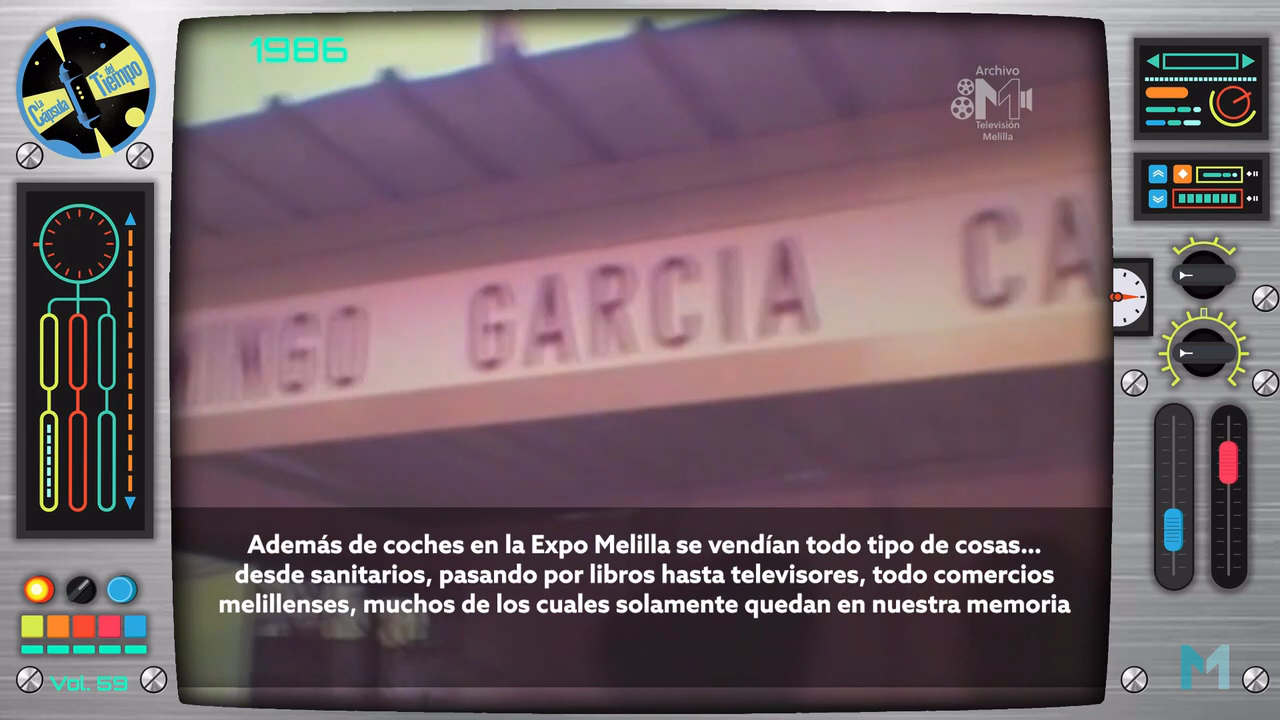 La
Cápsula
del
Tiempo
1986
Archivo
Televisión
Melilla
GARCIA
Además de coches en la Expo Melilla se vendían todo tipo de cosas...
desde sanitarios, pasando por libros hasta televisores, todo comercios
melillenses, muchos de los cuales solamente quedan en nuestra memoria
Vol. 59